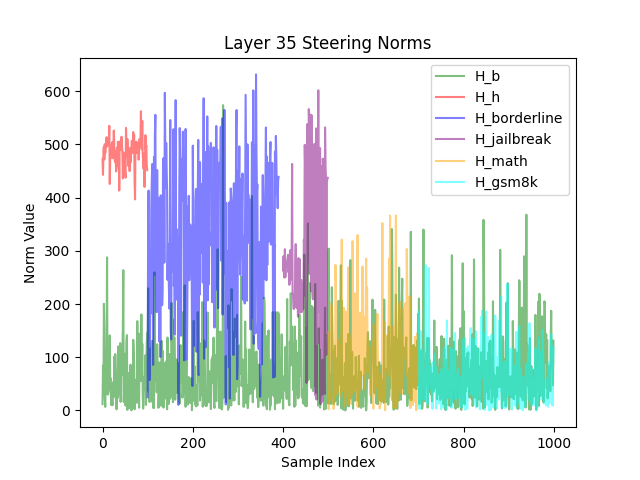 Layer 35 Steering Norms
H_b
H_h
H_borderline
H_jailbreak
H_math
H_gsm8k
Norm Value
600
500
400
300
200
100
0
0 200 400 600 800 1000
Sample Index